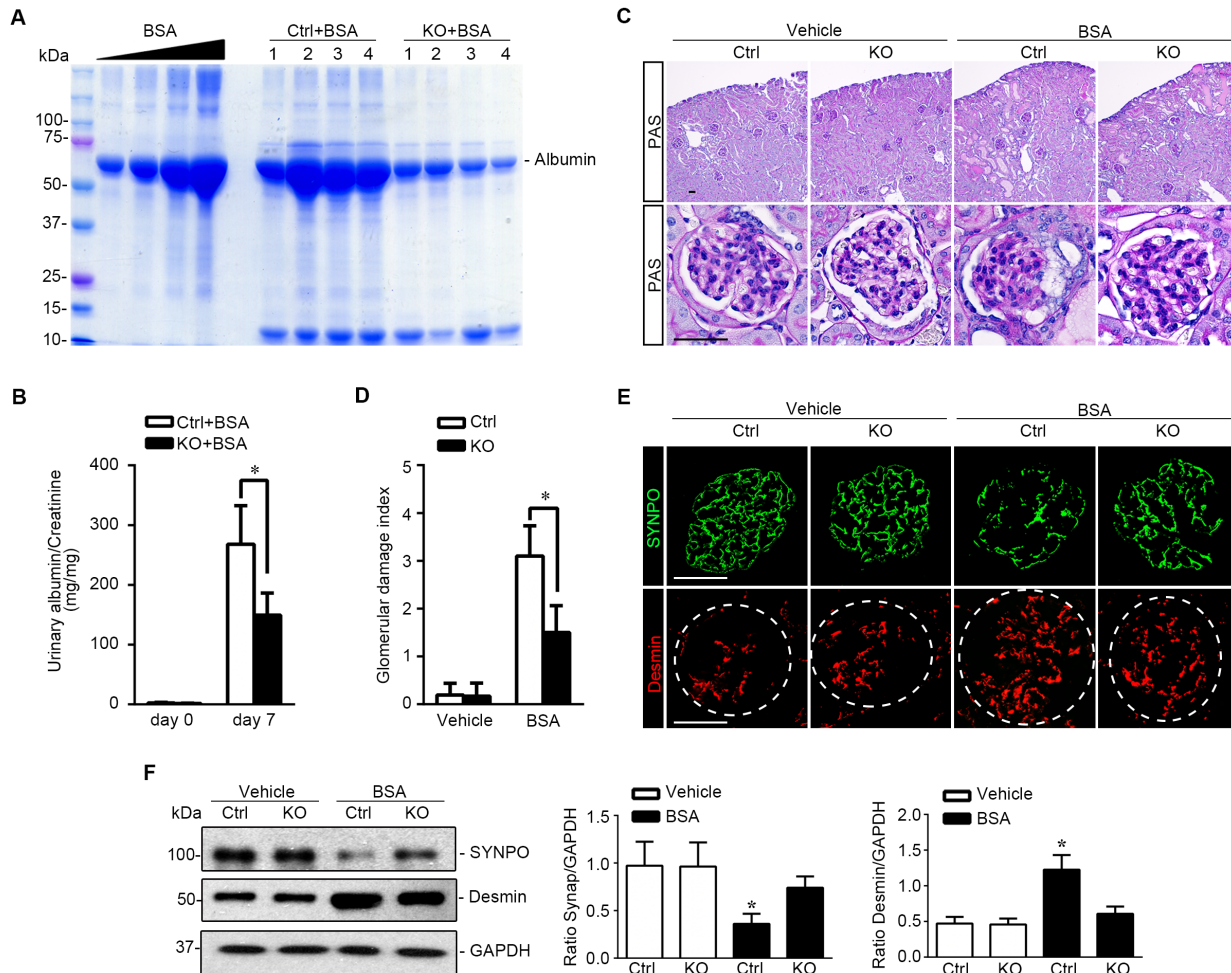 A
BSA Ctrl+BSA KO+BSA
kDa 1 2 3 4 1 2 3 4
100-
75-
- Albumin
50-
37-
25-
15-
10-
C
Vehicle BSA
Ctrl KO Ctrl KO
PAS
PAS
B
Ctrl+BSA
KO+BSA
Urinary albumin/Creatinine
(mg/mg)
400
300
200
100
0
*
day 0 day 7
D
Ctrl
KO
Glomerular damage index
5
4
3
2
1
0
*
Vehicle BSA
E
Vehicle BSA
Ctrl KO Ctrl KO
SYNPO
Desmin
F
Vehicle BSA
kDa Ctrl KO Ctrl KO
100- - SYNPO
50- - Desmin
37- - GAPDH
Vehicle
BSA
Ratio Synap/GAPDH
1.5
1.0
0.5
0.0
*
Ctrl KO Ctrl KO
Vehicle
BSA
Ratio Desmin/GAPDH
2.0
1.5
1.0
0.5
0.0
*
Ctrl KO Ctrl KO